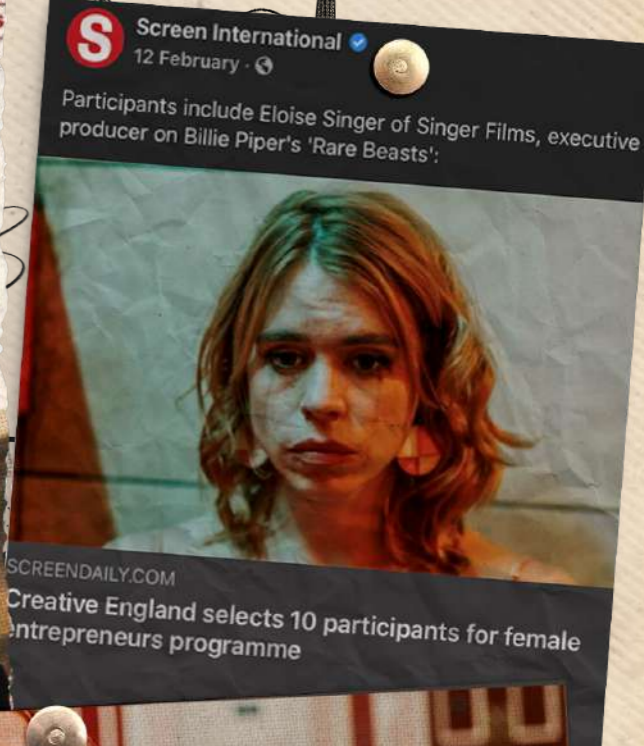 S
Screen International
12 February ·
Participants include Eloise Singer of Singer Films, executive
producer on Billie Piper's 'Rare Beasts':
SCREENDAILY.COM
Creative England selects 10 participants for female
entrepreneurs programme